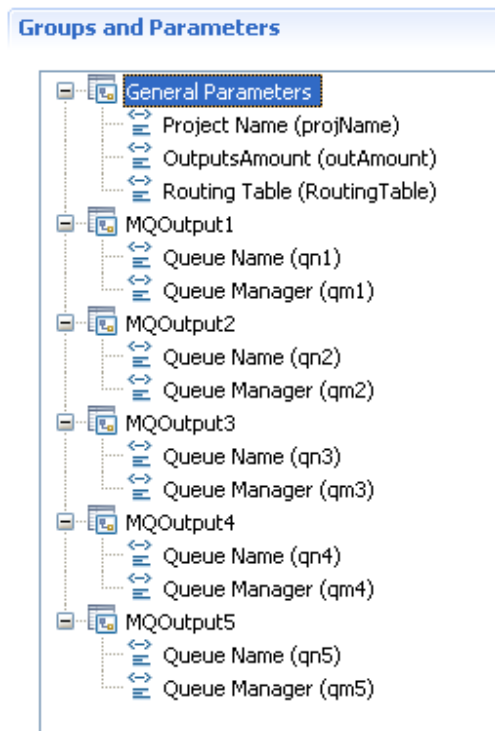 Groups and Parameters
General Parameters
Project Name (projName)
OutputsAmount (outAmount)
Routing Table (RoutingTable)
MQOutput1
Queue Name (qn1)
Queue Manager (qm1)
MQOutput2
Queue Name (qn2)
Queue Manager (qm2)
MQOutput3
Queue Name (qn3)
Queue Manager (qm3)
MQOutput4
Queue Name (qn4)
Queue Manager (qm4)
MQOutput5
Queue Name (qn5)
Queue Manager (qm5)